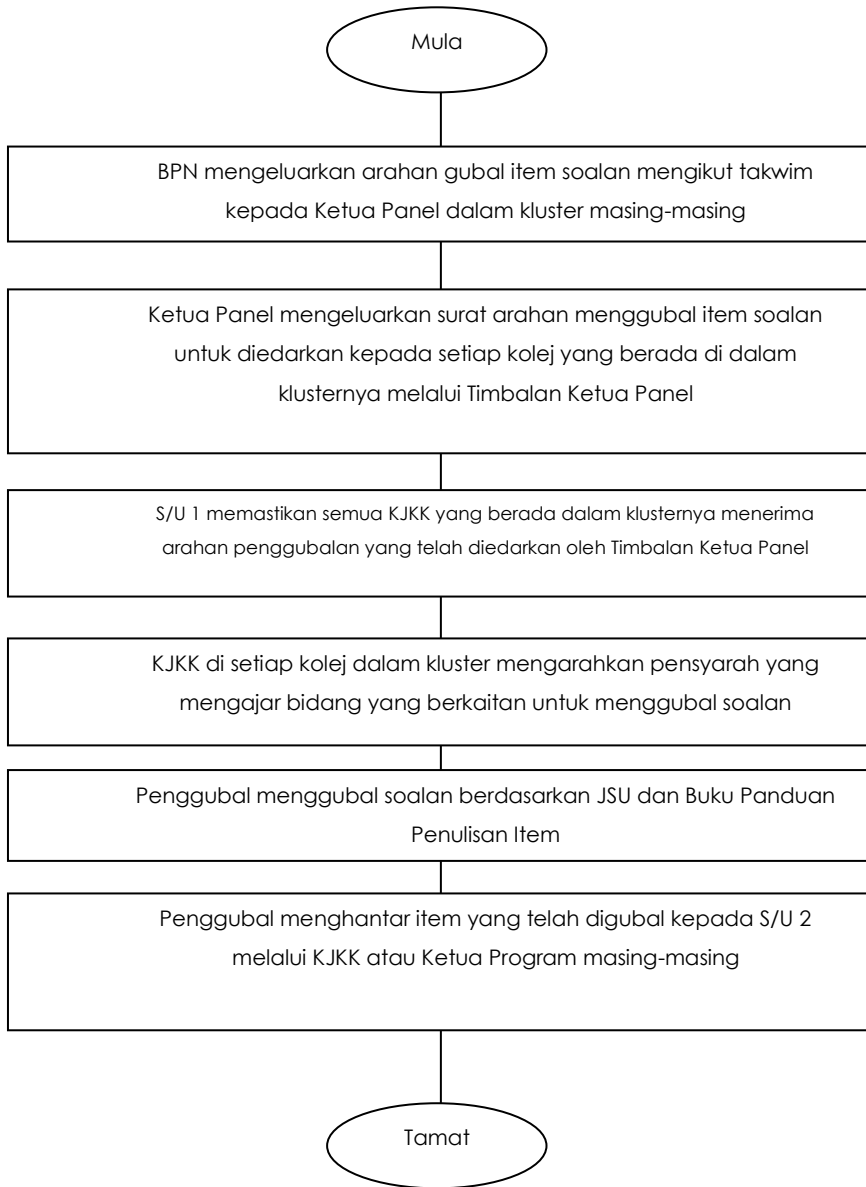 Mula
BPN mengeluarkan arahan gubal item soalan mengikut takwim
kepada Ketua Panel dalam kluster masing-masing
Ketua Panel mengeluarkan surat arahan menggubal item soalan
untuk diedarkan kepada setiap kolej yang berada di dalam
klusternya melalui Timbalan Ketua Panel
S/U 1 memastikan semua KJKK yang berada dalam klusternya menerima
arahan penggubalan yang telah diedarkan oleh Timbalan Ketua Panel
KJKK di setiap kolej dalam kluster mengarahkan pensyarah yang
mengajar bidang yang berkaitan untuk menggubal soalan
Penggubal menggubal soalan berdasarkan JSU dan Buku Panduan
Penulisan Item
Penggubal menghantar item yang telah digubal kepada S/U 2
melalui KJKK atau Ketua Program masing-masing
Tamat